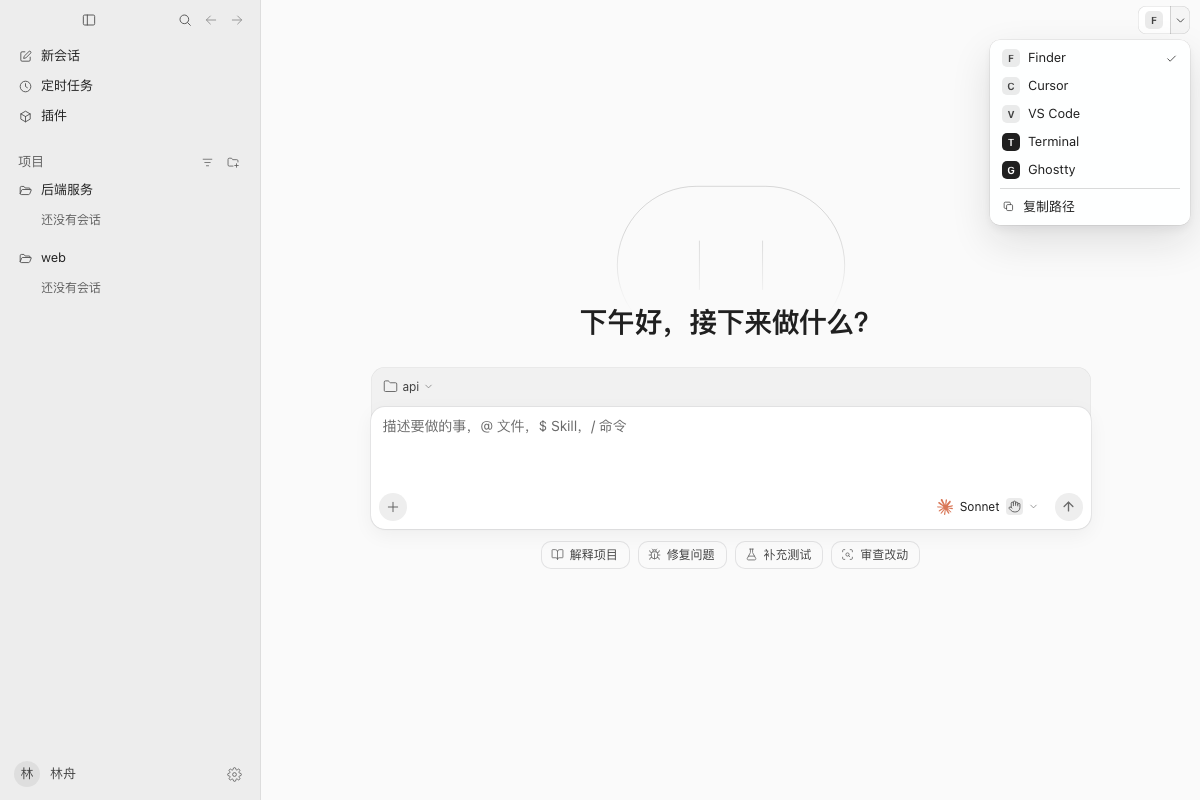 新会话
定时任务
插件
项目
后端服务
还没有会话
web
还没有会话
林 林舟
F
F Finder
C Cursor
V VS Code
T Terminal
G Ghostty
复制路径
下午好，接下来做什么?
api
描述要做的事，@ 文件，$ Skill，/ 命令
Sonnet
解释项目 修复问题 补充测试 审查改动